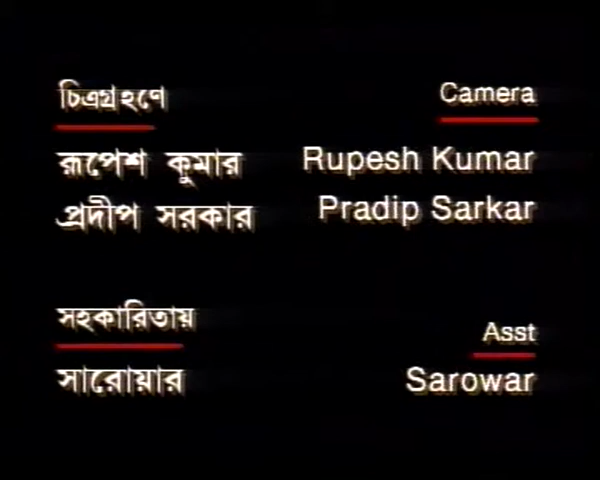 চিত্রগ্রহণে Camera
রূপেশ কুমার Rupesh Kumar
প্রদীপ সরকার Pradip Sarkar
সহকারিতায় Asst
সারোয়ার Sarowar